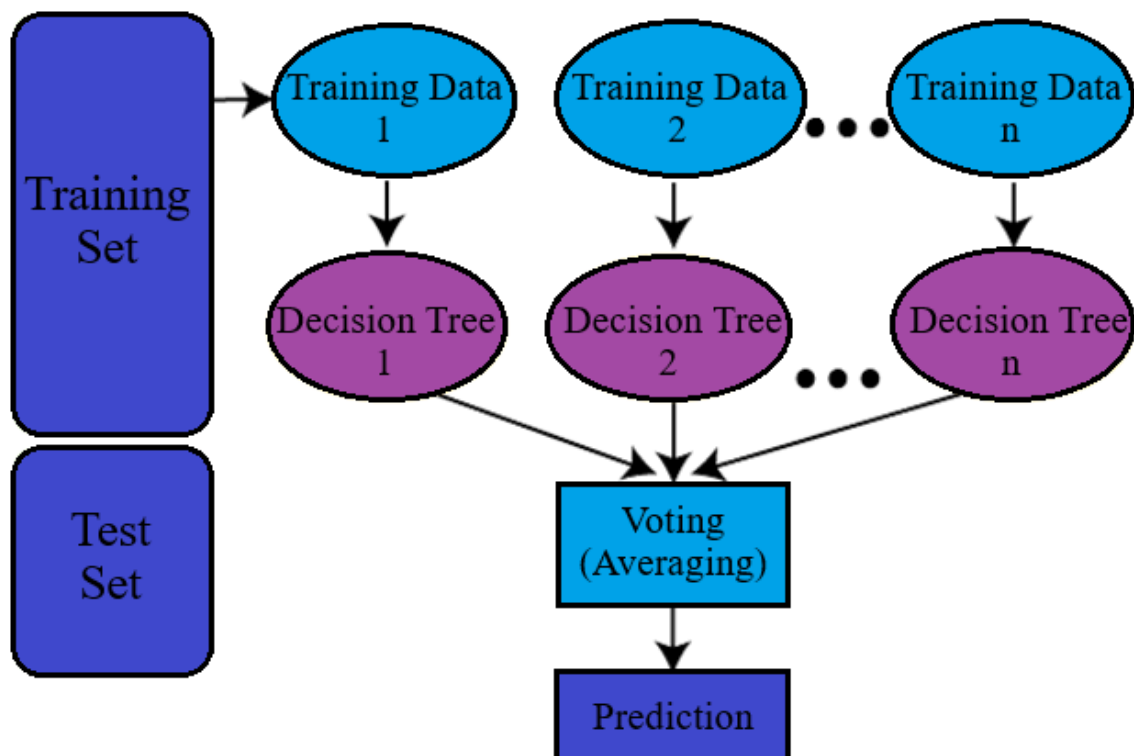 Training
Set
Training Data
1
Training Data
2
Training Data
n
Decision Tree
1
Decision Tree
2
Decision Tree
n
Test
Set
Voting
(Averaging)
Prediction